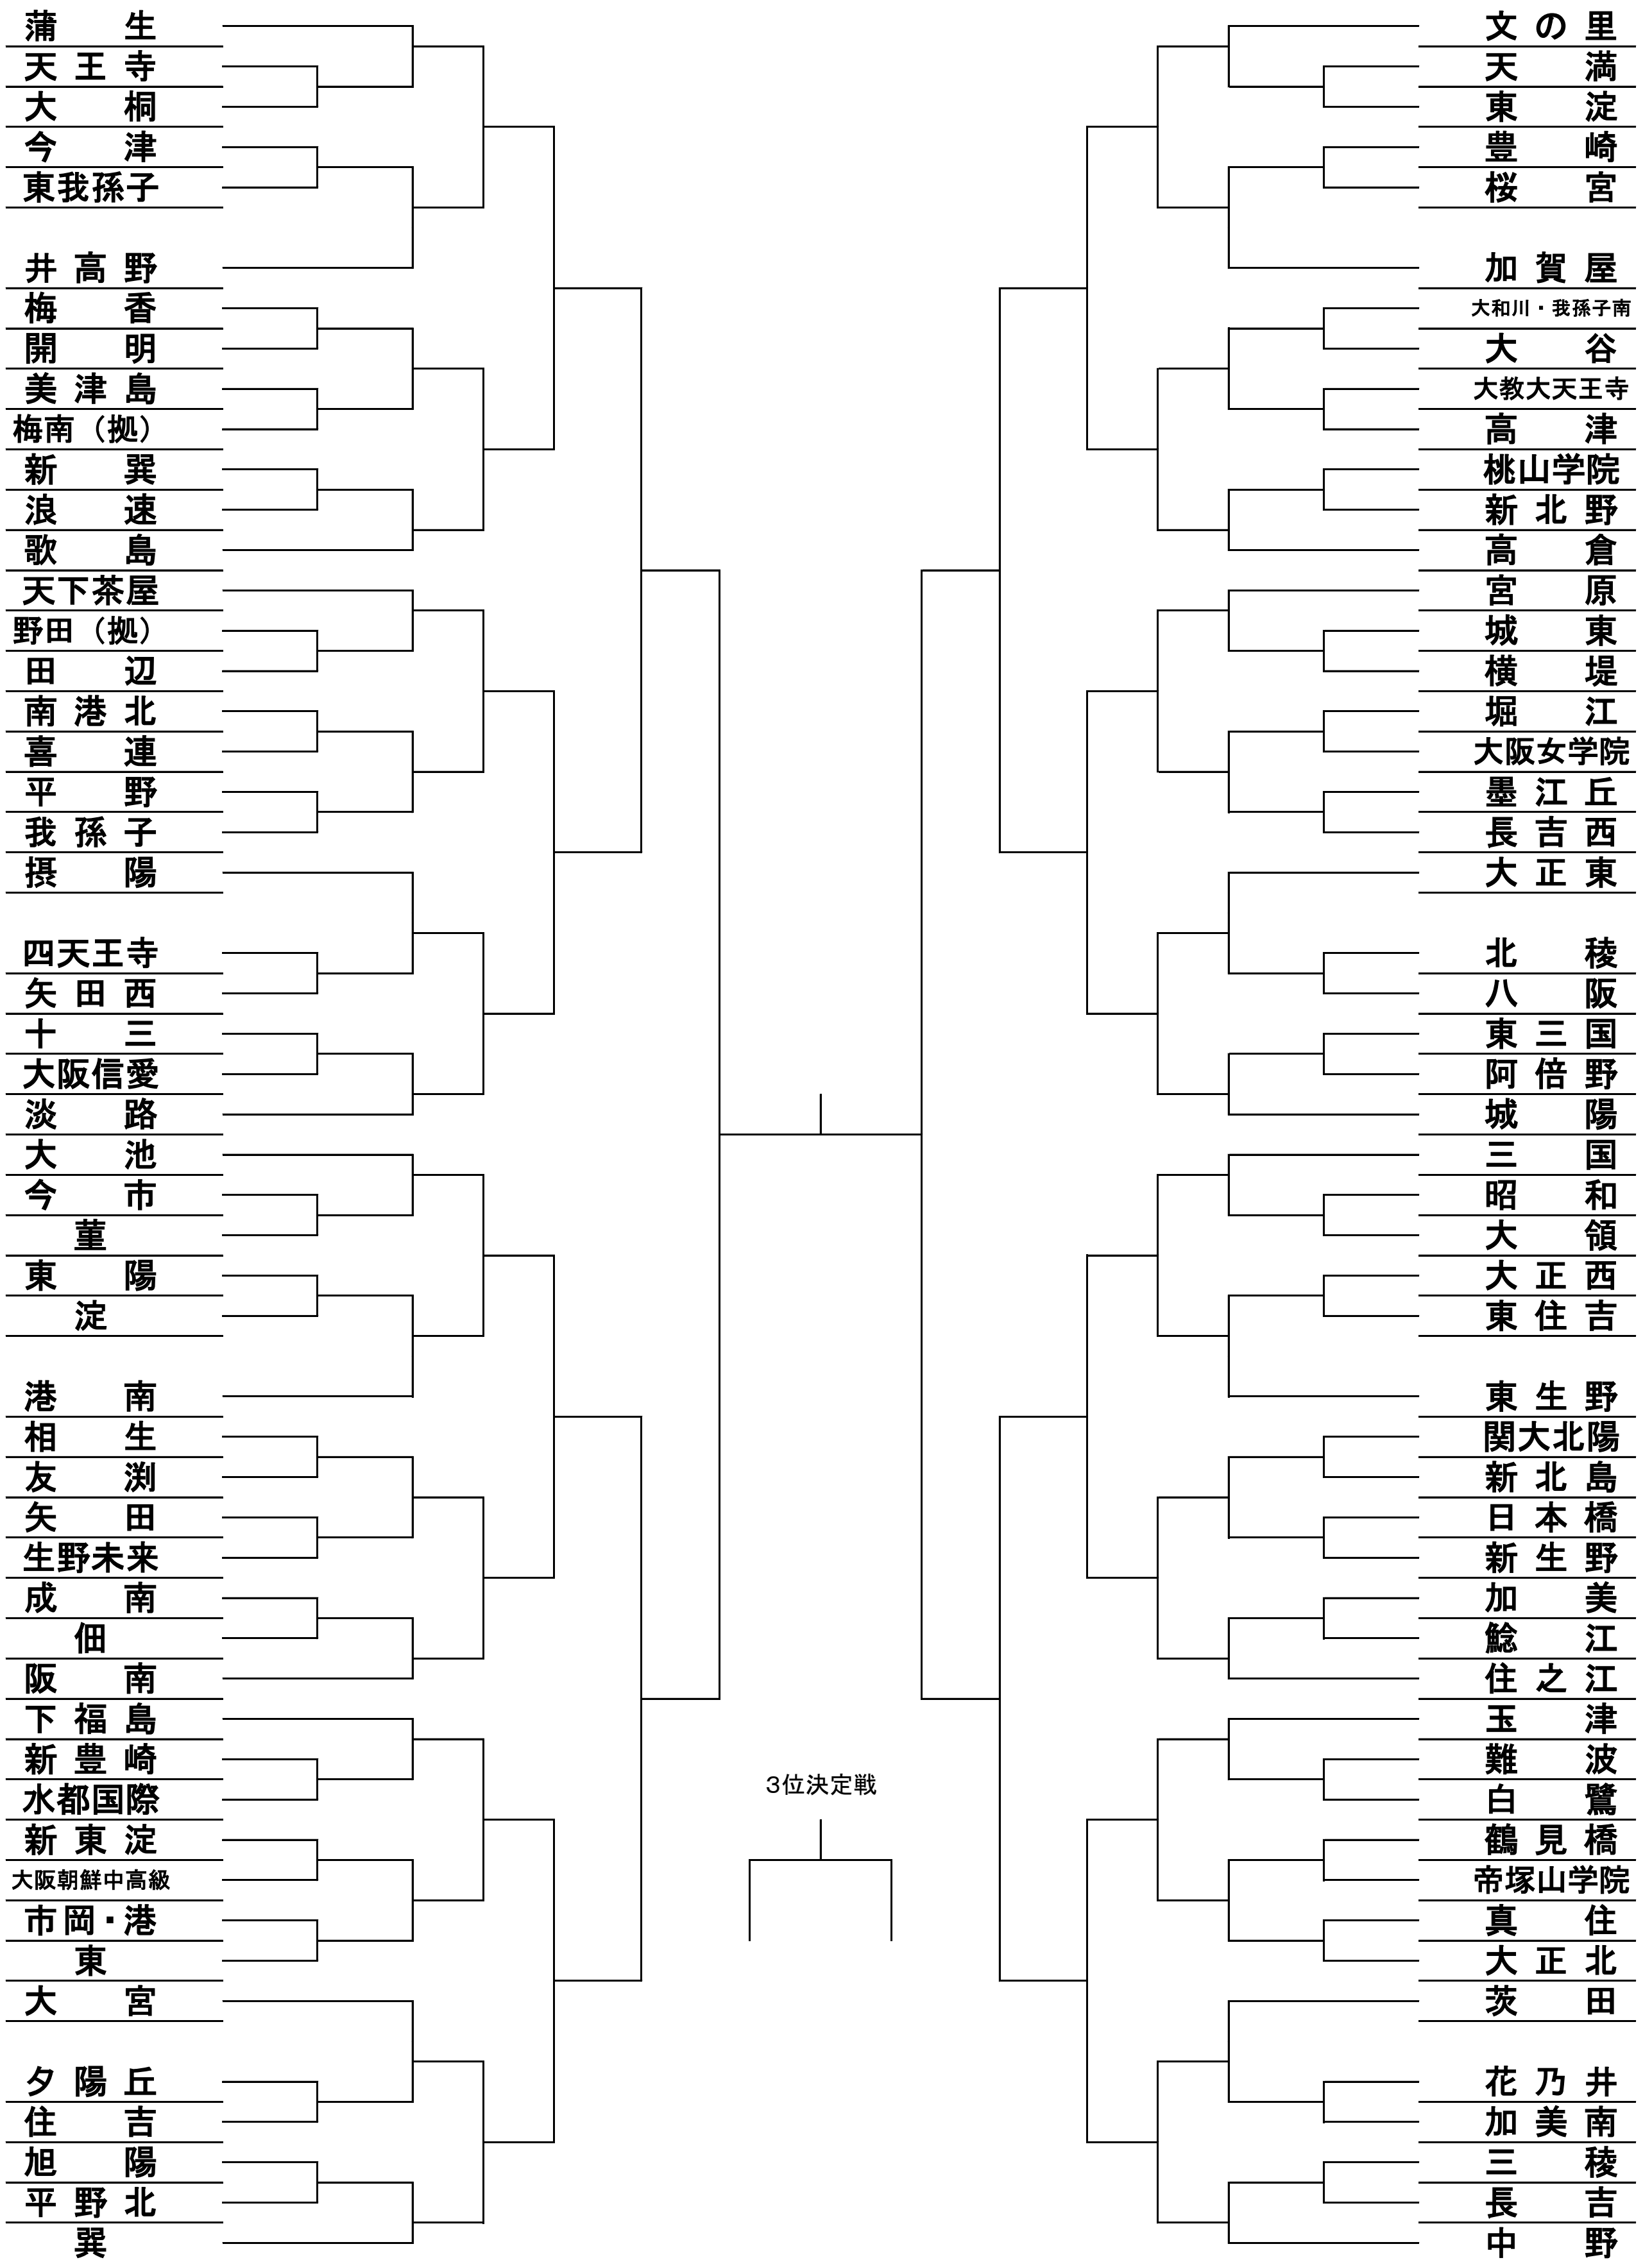 蒲生
天王寺
大桐
今津
東我孫子
井高野
梅香
開明
美津島
梅南（拠）
新巽
浪速
歌島
天下茶屋
野田（拠）
田辺
南港北
喜連
平野
我孫子
摂陽
四天王寺
矢田西
十三
大阪信愛
淡路
大池
今市
菫
東陽
淀
港南
相生
友渕
矢田
生野未来
成南
佃
阪南
下福島
新豊崎
水都国際
新東淀
大阪朝鮮中高級
市岡・港
東
大宮
夕陽丘
住吉
旭陽
平野北
巽
3位決定戦
文の里
天満
東淀
豊崎
桜宮
加賀屋
大和川・我孫子南
大谷
大教大天王寺
高津
桃山学院
新北野
高倉
宮原
城東
横堤
堀江
大阪女学院
墨江丘
長吉西
大正東
北稜
八阪
東三国
阿倍野
城陽
三国
昭和
大領
大正西
東住吉
東生野
関大北陽
新北島
日本橋
新生野
加美
鯰江
住之江
玉津
難波
白鷺
鶴見橋
帝塚山学院
真住
大正北
茨田
花乃井
加美南
三稜
長吉
中野